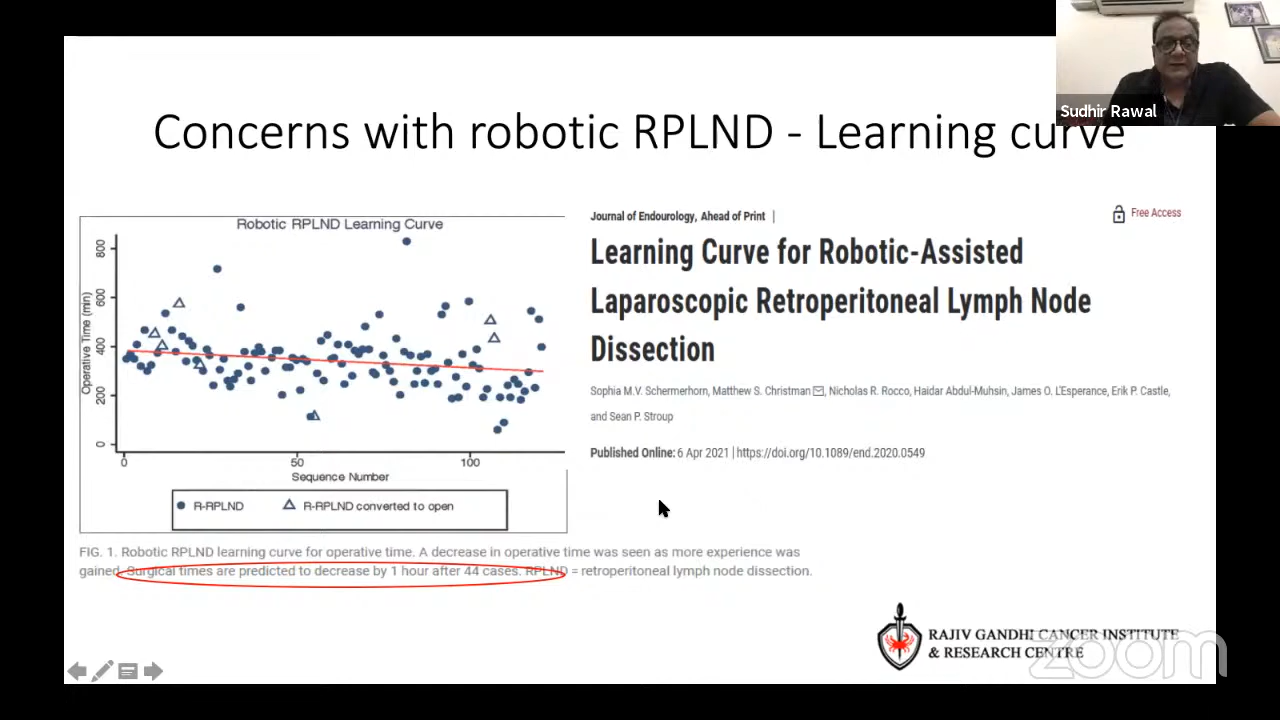 Sudhir Rawal
Concerns with robotic RPLND - Learning curve
Robotic RPLND Learning Curve
Operative Time (min)
800
600
400
200
0
0 50 100
Sequence Number
R-RPLND R-RPLND converted to open
Journal of Endourology, Ahead of Print |
Free Access
Learning Curve for Robotic-Assisted
Laparoscopic Retroperitoneal Lymph Node
Dissection
Sophia M.V. Schermerhorn, Matthew S. Christman, Nicholas R. Rocco, Haidar Abdul-Muhsin, James O. L'Esperance, Erik P. Castle,
and Sean P. Stroup
Published Online: 6 Apr 2021 | https://doi.org/10.1089/end.2020.0549
FIG. 1. Robotic RPLND learning curve for operative time. A decrease in operative time was seen as more experience was
gained. Surgical times are predicted to decrease by 1 hour after 44 cases. RPLND = retroperitoneal lymph node dissection.
RAJIV GANDHI CANCER INSTITUTE
& RESEARCH CENTRE
zoom